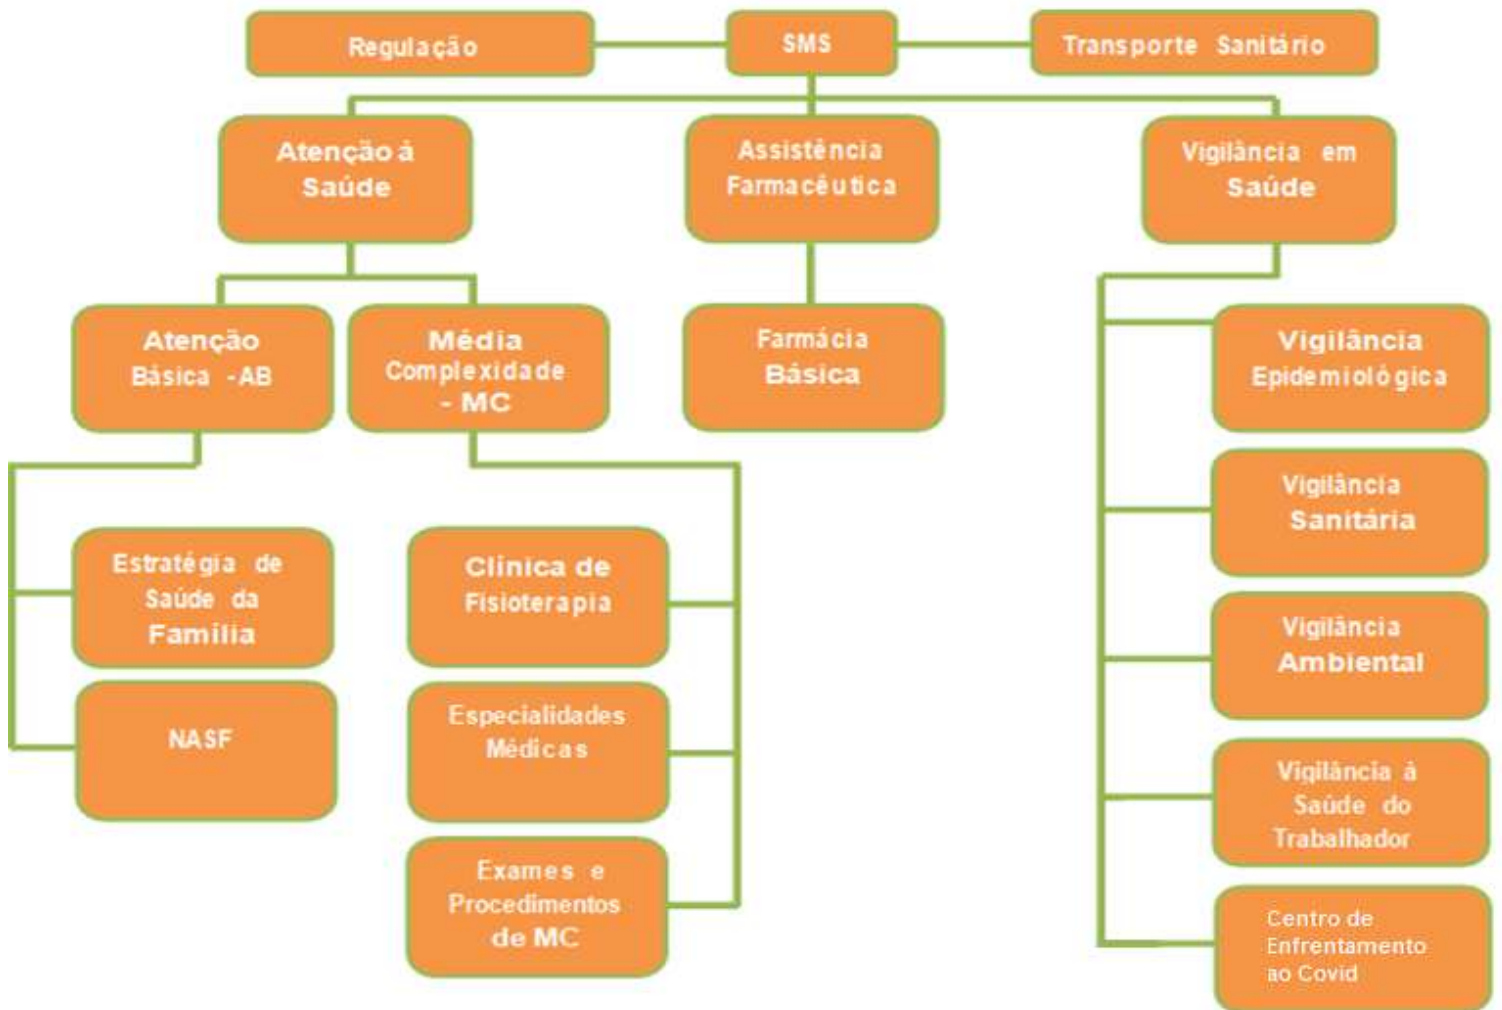 Regulação
SMS
Transporte Sanitário
Atenção à
Saúde
Assistência
Farmacêutica
Vigilância em
Saúde
Atenção
Básica -AB
Média
Complexidade
- MC
Farmácia
Básica
Vigilância
Epidemiológica
Vigilância
Sanitária
Vigilância
Ambiental
Vigilância à
Saúde do
Trabalhador
Centro de
Enfrentamento
ao Covid
Estratégia de
Saúde da
Família
NASF
Clínica de
Fisioterapia
Especialidades
Médicas
Exames e
Procedimentos
de MC